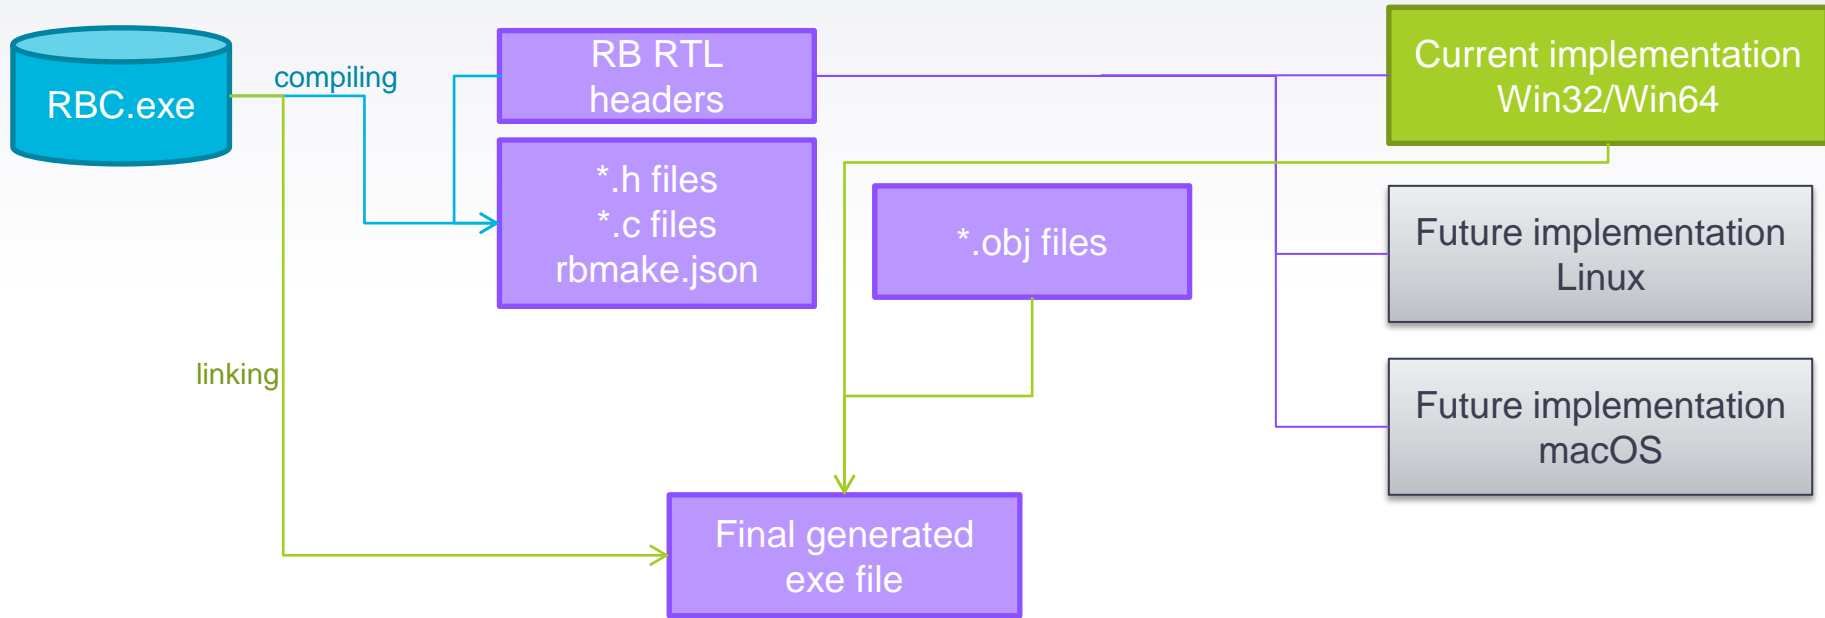 RBC.exe
compiling
RB RTL
headers
*.h files
*.c files
rbmake.json
*.obj files
Current implementation
Win32/Win64
Future implementation
Linux
Future implementation
macOS
linking
Final generated
exe file